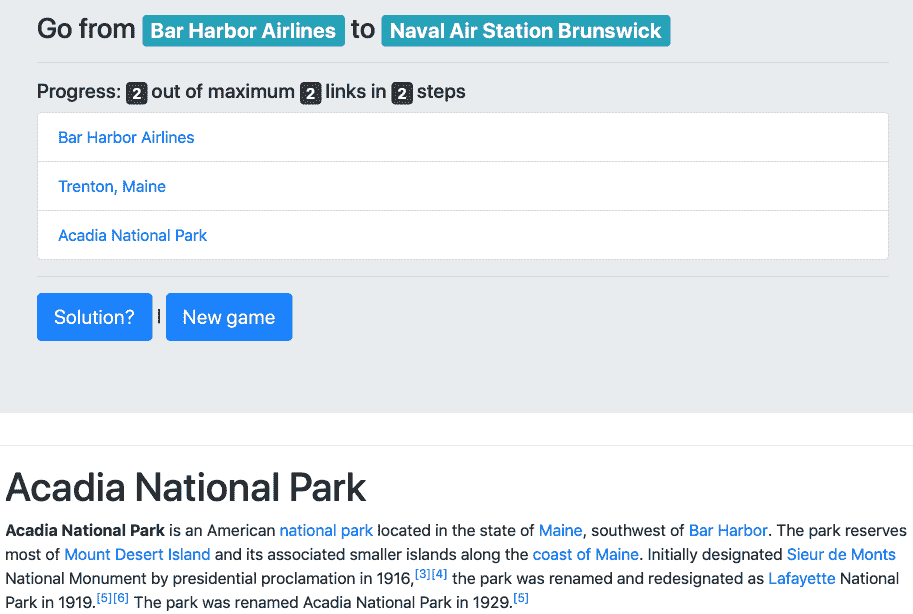 Go from Bar Harbor Airlines to Naval Air Station Brunswick
Progress: 2 out of maximum 2 links in 2 steps
Bar Harbor Airlines
Trenton, Maine
Acadia National Park
Solution? | New game
Acadia National Park
Acadia National Park is an American national park located in the state of Maine, southwest of Bar Harbor. The park reserves
most of Mount Desert Island and its associated smaller islands along the coast of Maine. Initially designated Sieur de Monts
National Monument by presidential proclamation in 1916,[3][4] the park was renamed and redesignated as Lafayette National
Park in 1919.[5][6] The park was renamed Acadia National Park in 1929.[5]